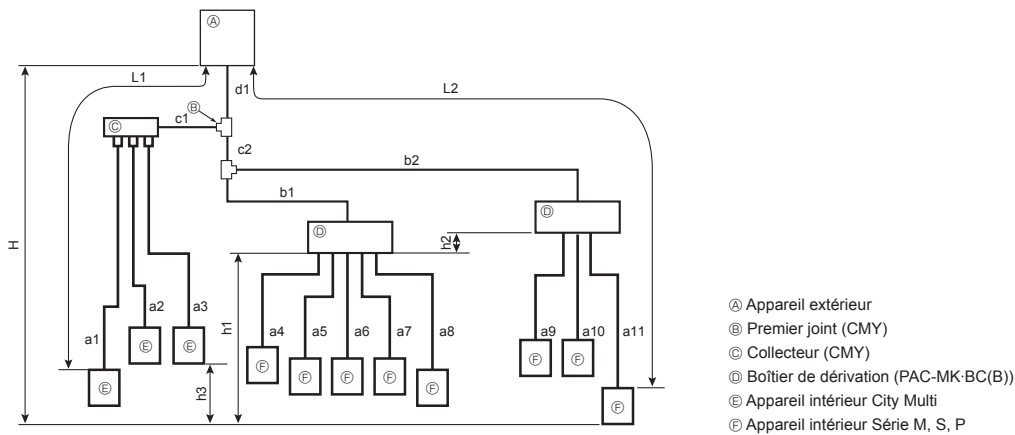 Ⓐ
L1
d1
L2
Ⓑ
c1
Ⓒ
c2
b2
b1
Ⓓ
Ⓓ
h2
H
a1
a2
a3
h1
a4
a5
a6
a7
a8
a9
a10
a11
Ⓔ
Ⓔ
Ⓔ
h3
Ⓕ
Ⓕ
Ⓕ
Ⓕ
Ⓕ
Ⓕ
Ⓕ
Ⓕ
Ⓐ Appareil extérieur
Ⓑ Premier joint (CMY)
Ⓒ Collecteur (CMY)
Ⓓ Boîtier de dérivation (PAC-MK·BC(B))
Ⓔ Appareil intérieur City Multi
Ⓕ Appareil intérieur Série M, S, P